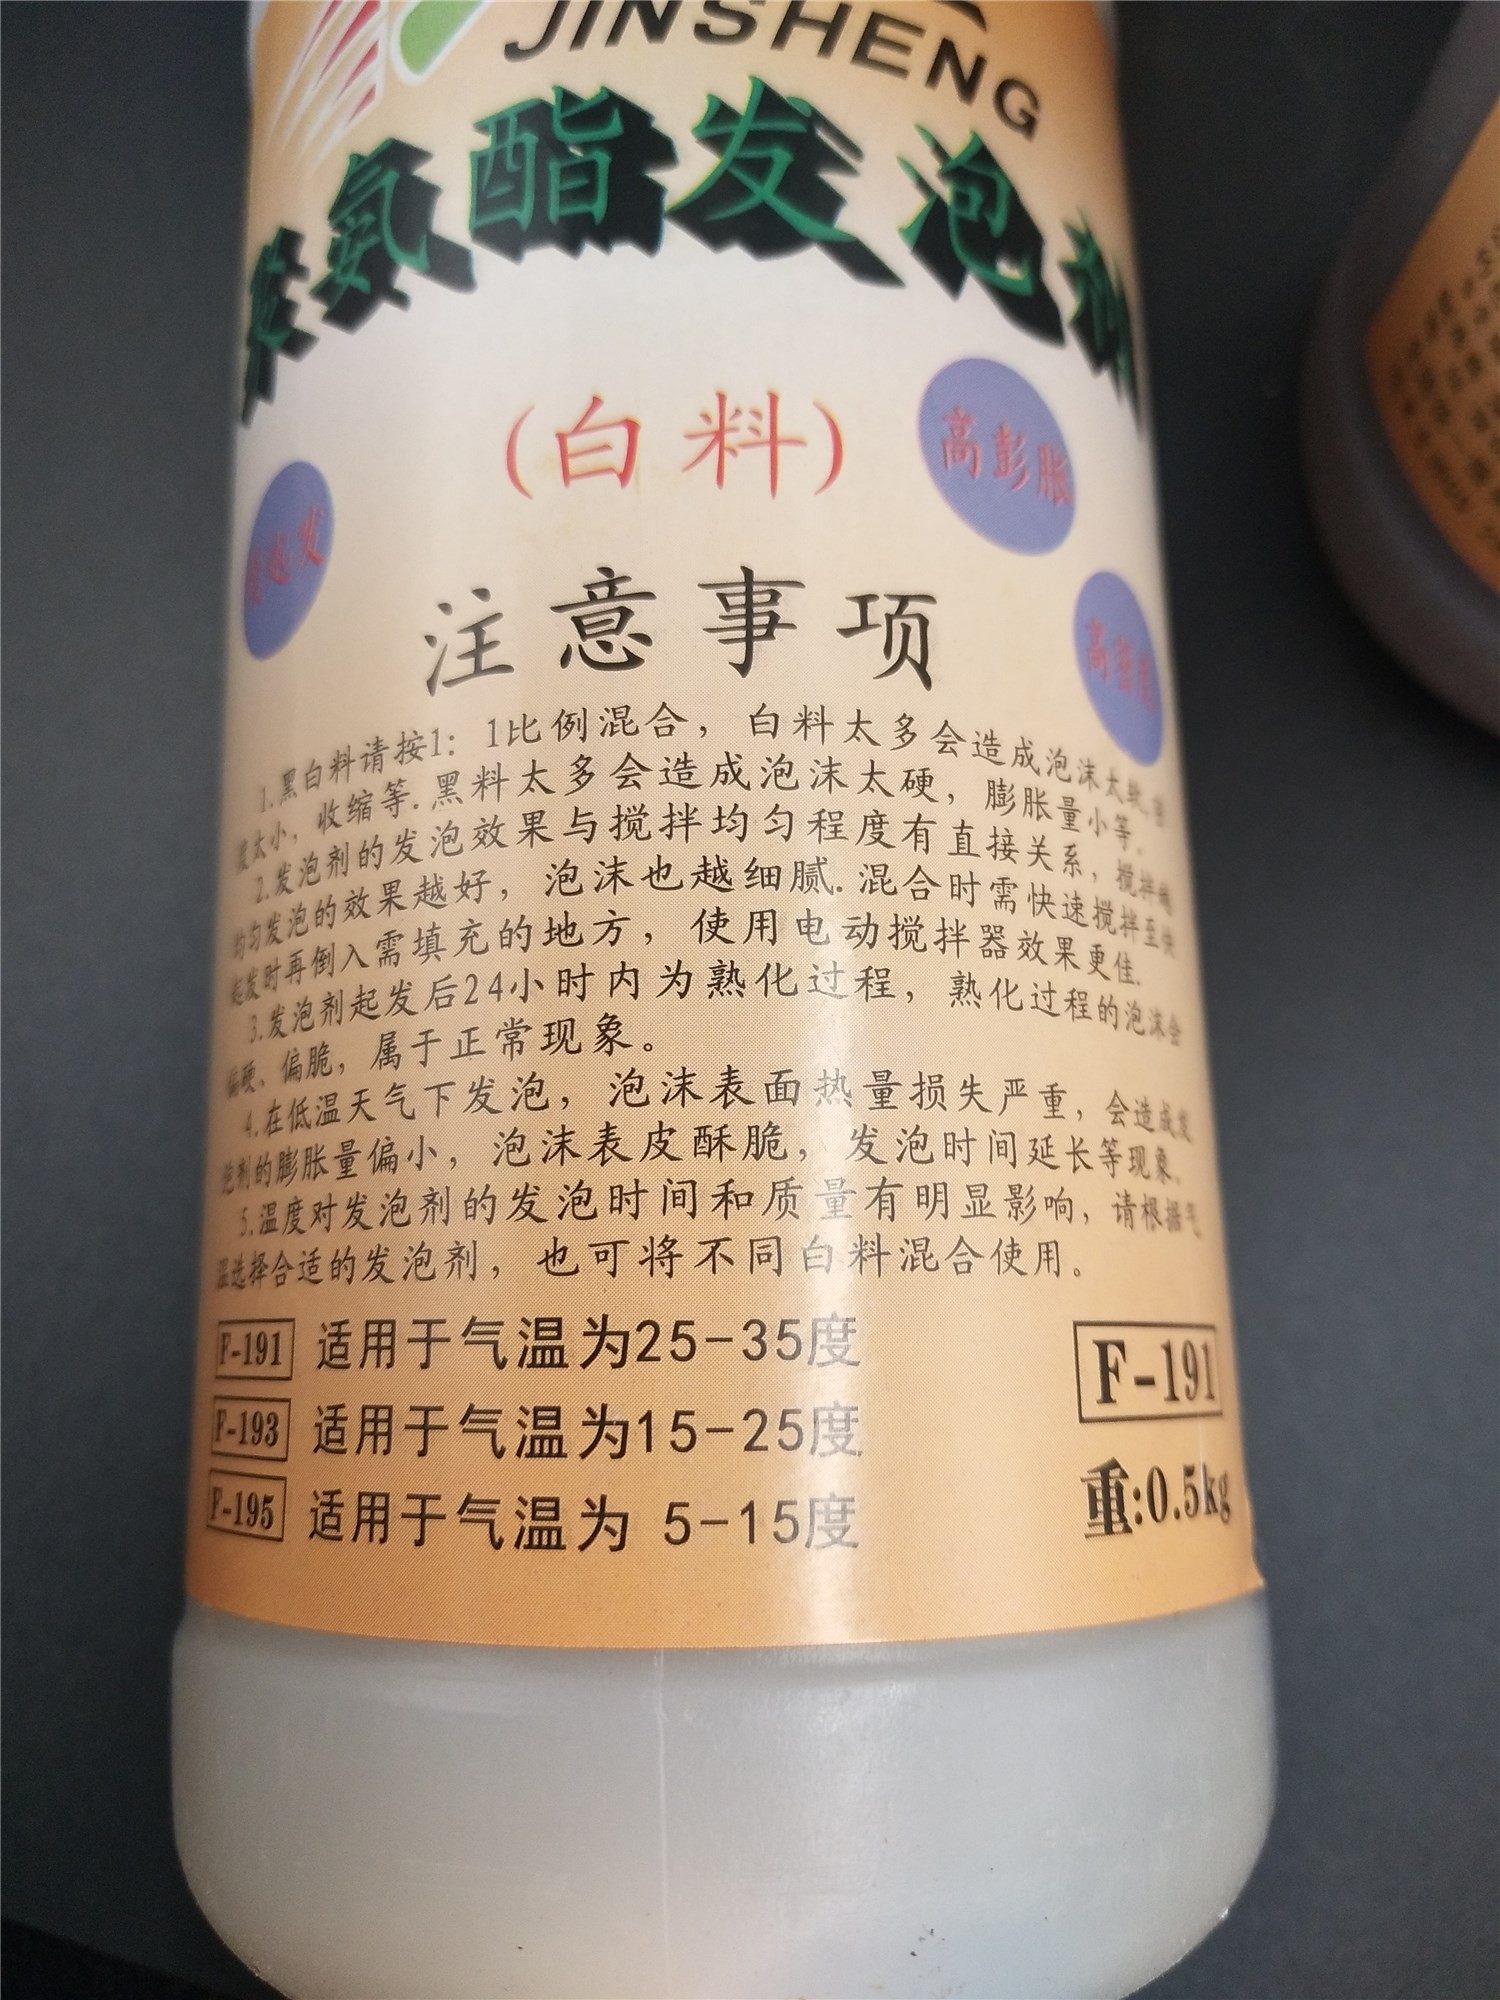 JINSHENG
聚氨酯发泡剂
(白料)
高彭胀
越发
注意事项
1.黑白料请按1：1比例混合，白料太多会造成泡沫太软,密
度太小，收缩等.黑料太多会造成泡沫太硬，膨胀量小等.
2.发泡剂的发泡效果与搅拌均匀程度有直接关系，搅拌越
均匀发泡的效果越好，泡沫也越细腻.混合时需快速搅拌至快
起发时再倒入需填充的地方，使用电动搅拌器效果更佳.
3.发泡剂起发后24小时内为熟化过程，熟化过程的泡沫会
偏硬、偏脆，属于正常现象。
4.在低温天气下发泡，泡沫表面热量损失严重，会造成发
泡剂的膨胀量偏小，泡沫表皮酥脆，发泡时间延长等现象.
5.温度对发泡剂的发泡时间和质量有明显影响，请根据气
温选择合适的发泡剂，也可将不同白料混合使用。
F-191 适用于气温为25-35度
F-193 适用于气温为15-25度
F-195 适用于气温为 5-15度
F-191
重:0.5kg